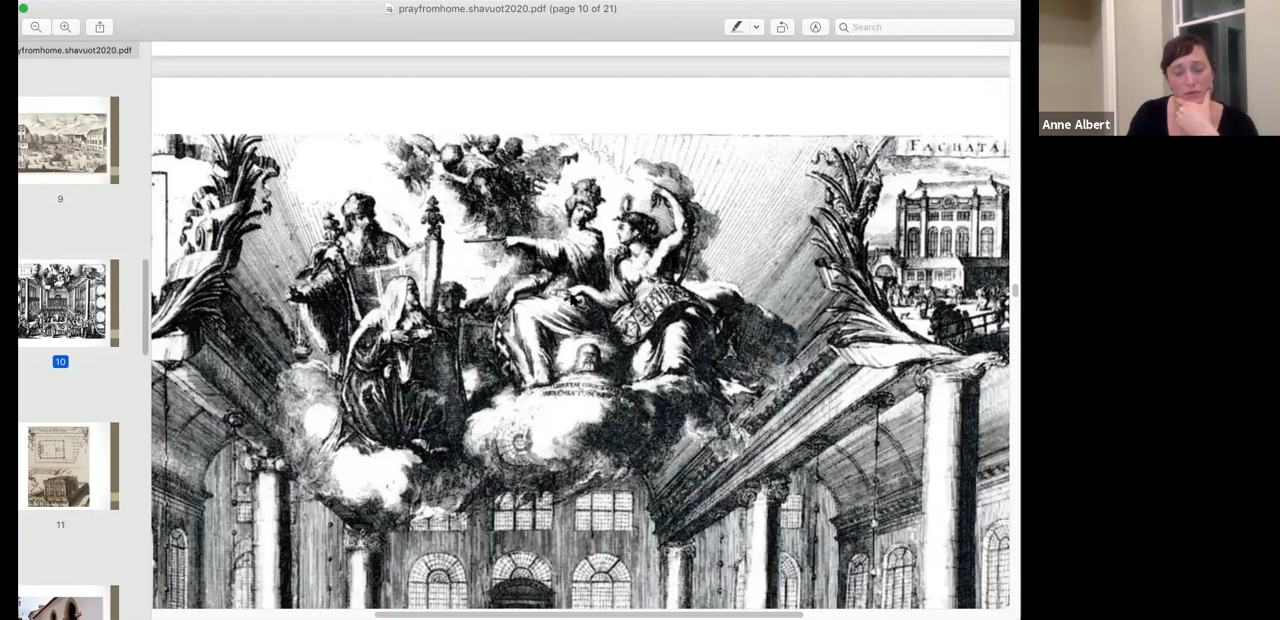 prayfromhome.shavuot2020.pdf (page 10 of 21)
Search
yfromhome.shavuot2020.pdf
9
10
11
FACHATA
Anne Albert